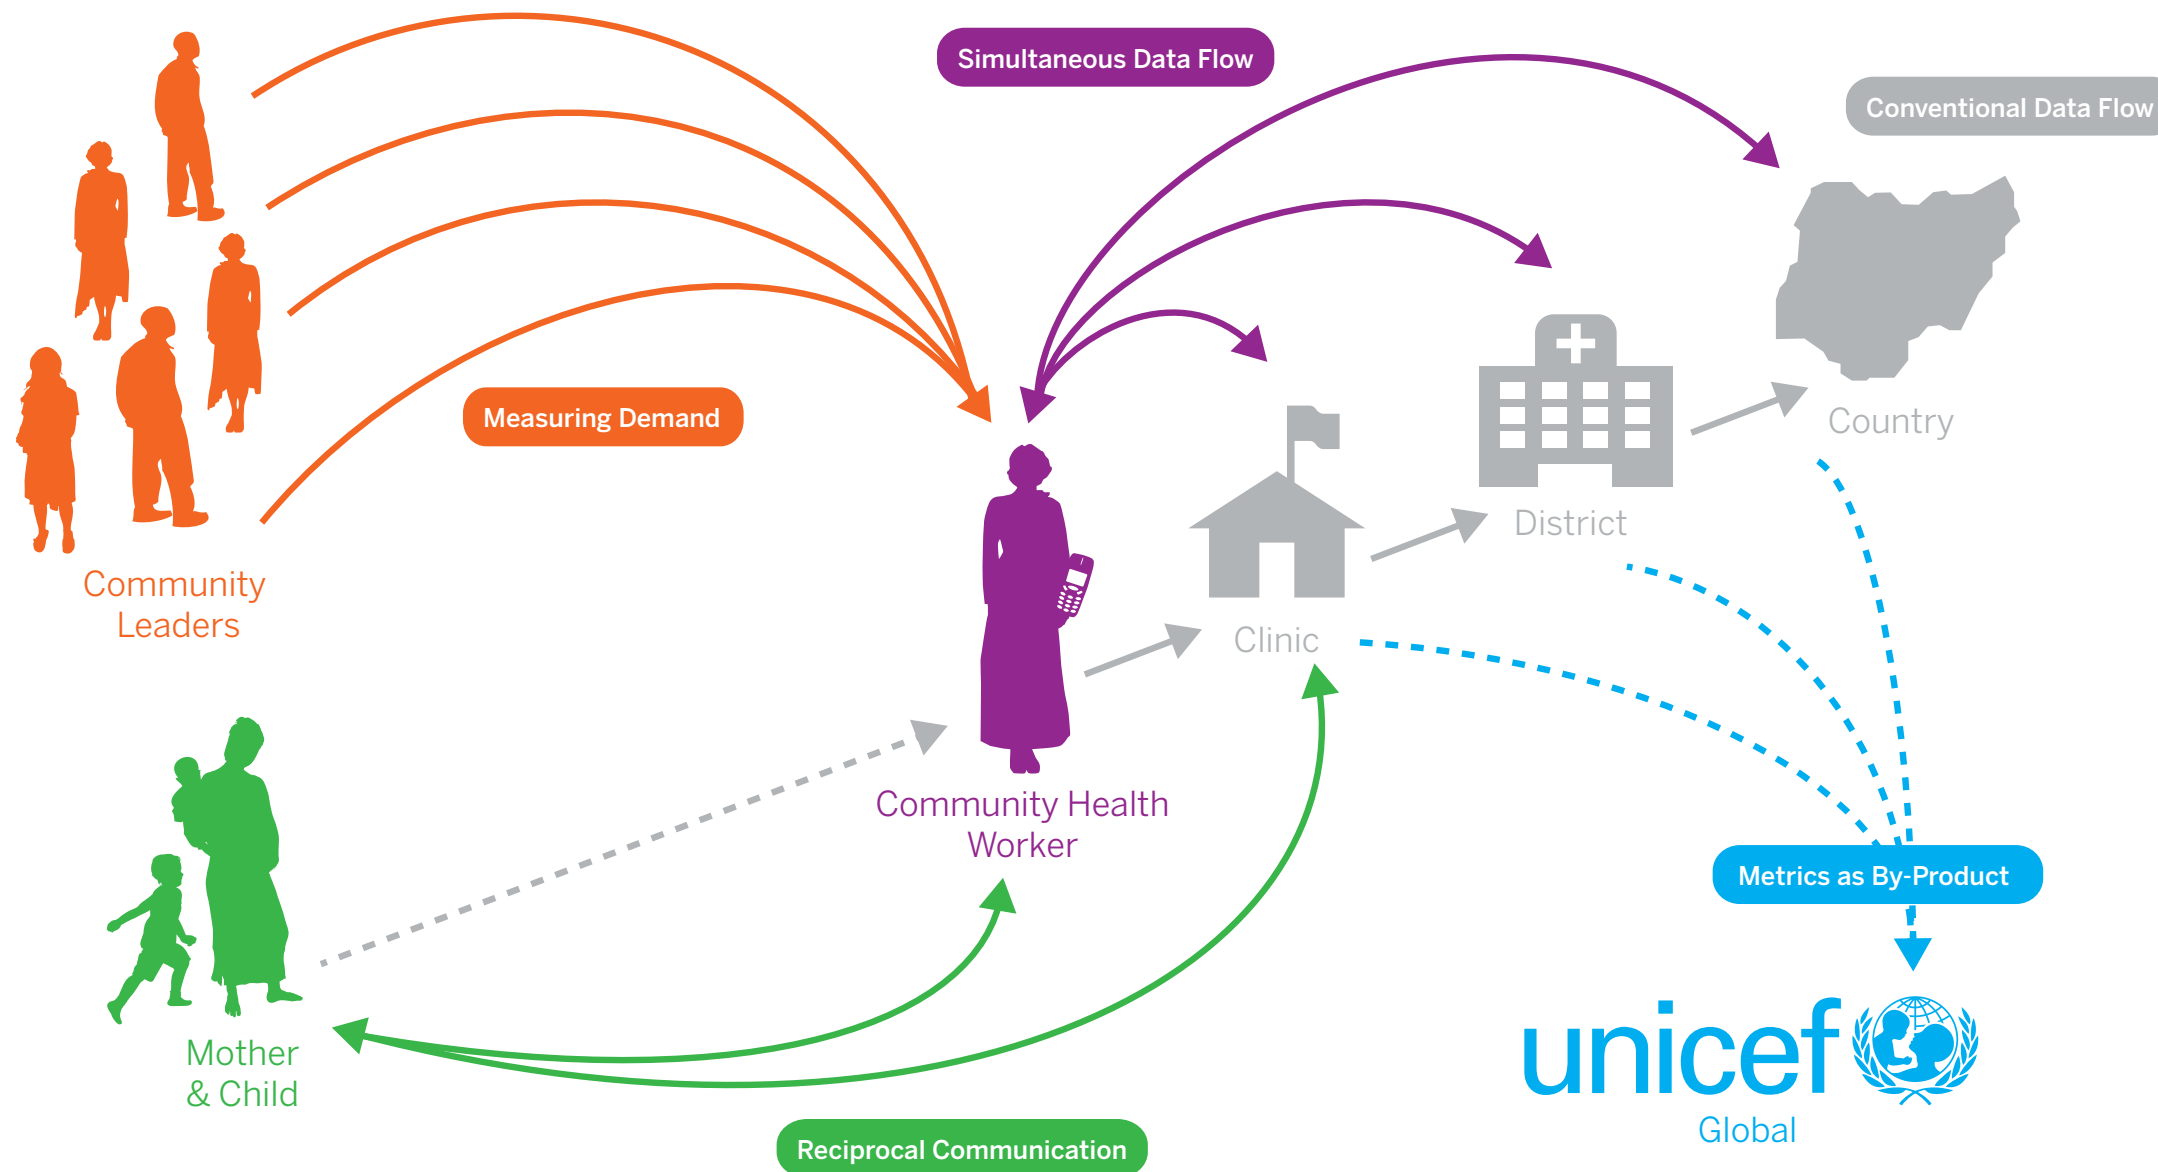 Simultaneous Data Flow
Conventional Data Flow
Measuring Demand
Country
District
Community
Leaders
Clinic
Community Health
Worker
Metrics as By-Product
Mother
& Child
unicef
Global
Reciprocal Communication